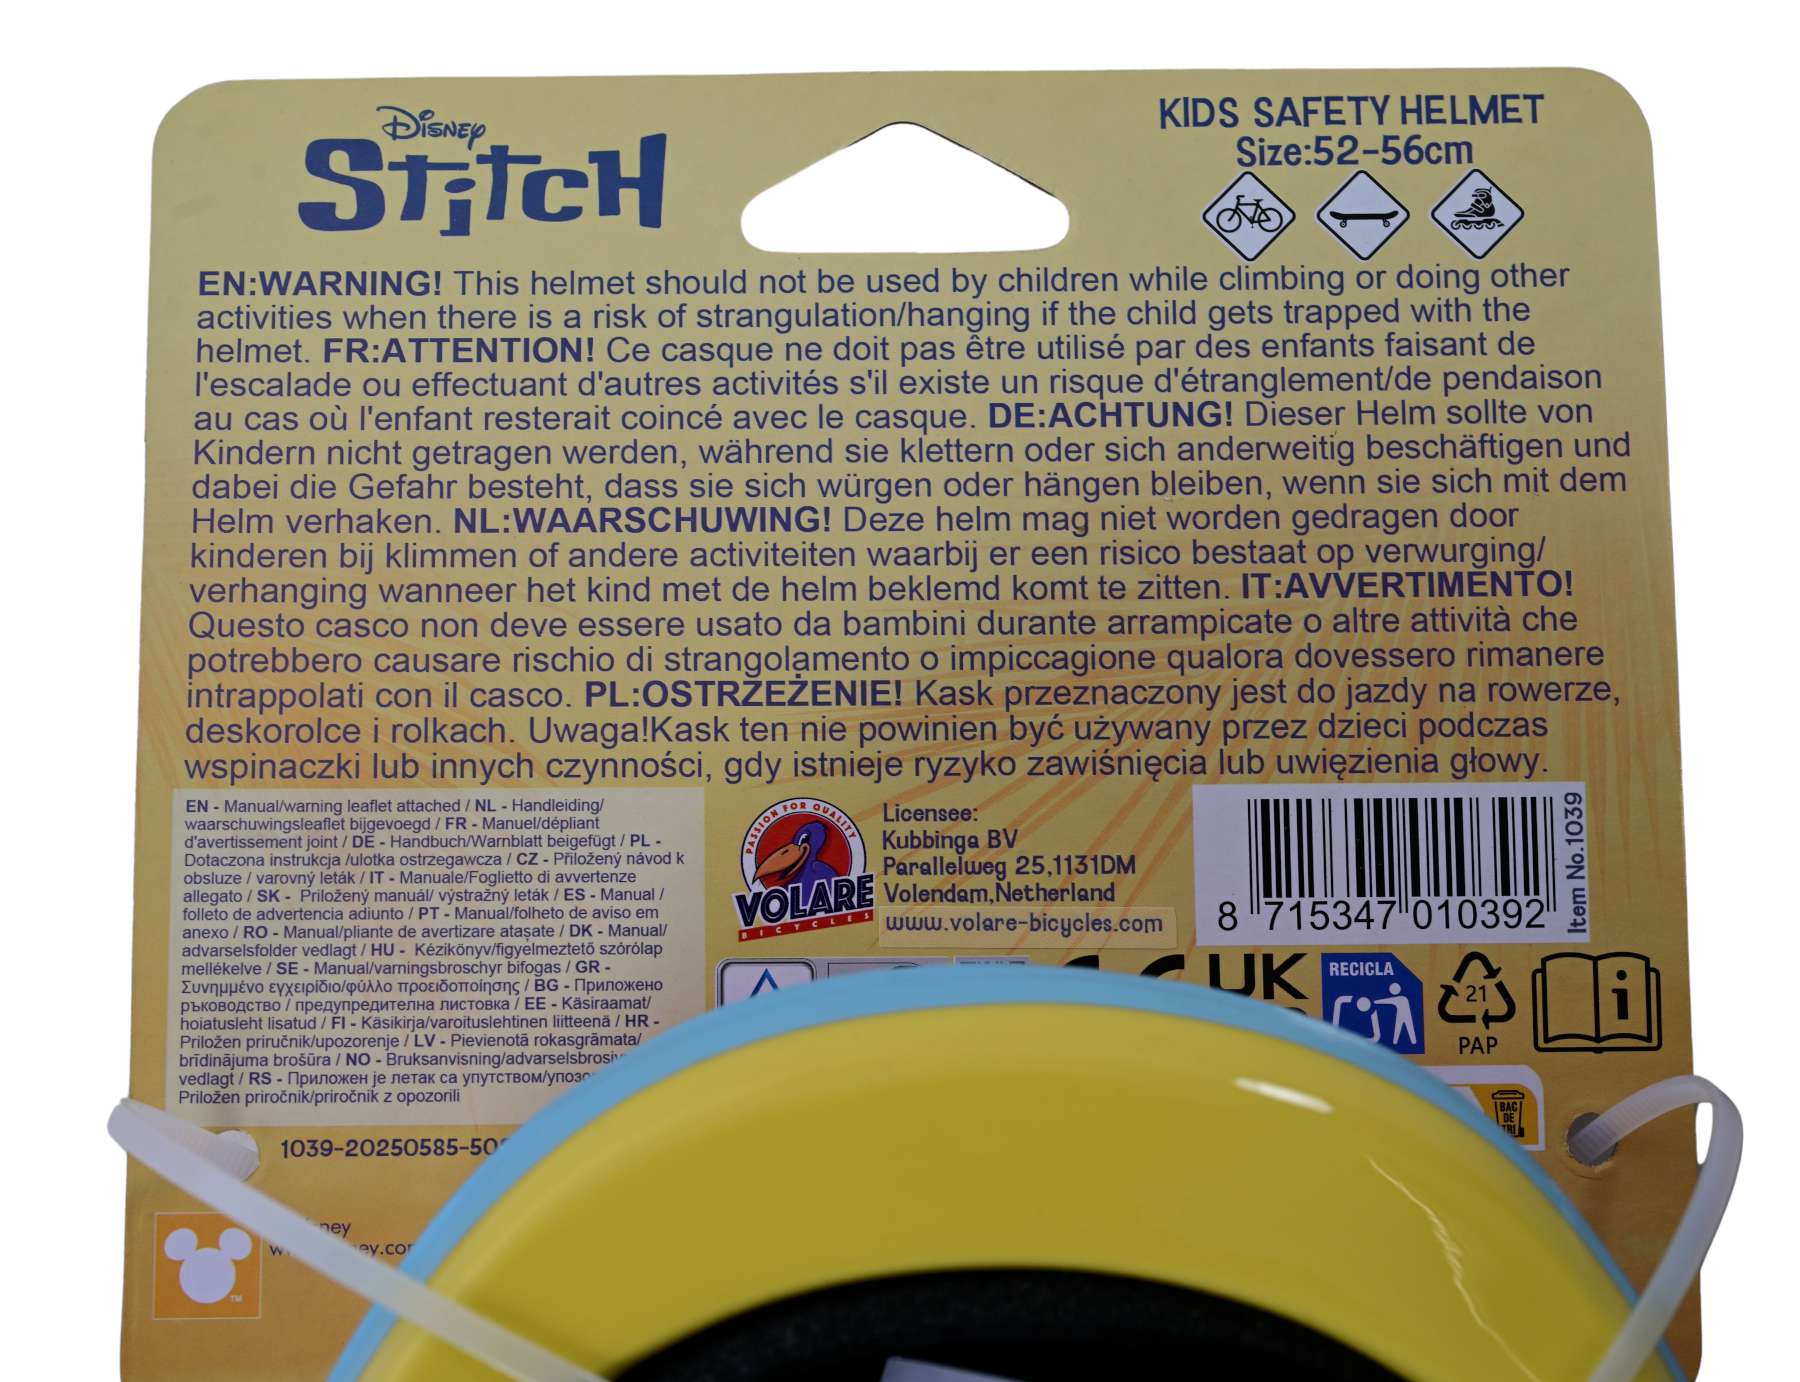 Disney
Stitch
KIDS SAFETY HELMET
Size:52-56cm
EN:WARNING! This helmet should not be used by children while climbing or doing other
activities when there is a risk of strangulation/hanging if the child gets trapped with the
helmet. FR:ATTENTION! Ce casque ne doit pas être utilisé par des enfants faisant de
l'escalade ou effectuant d'autres activités s'il existe un risque d'étranglement/de pendaison
au cas où l'enfant resterait coincé avec le casque. DE:ACHTUNG! Dieser Helm sollte von
Kindern nicht getragen werden, während sie klettern oder sich anderweitig beschäftigen und
dabei die Gefahr besteht, dass sie sich würgen oder hängen bleiben, wenn sie sich mit dem
Helm verhaken. NL:WAARSCHUWING! Deze helm mag niet worden gedragen door
kinderen bij klimmen of andere activiteiten waarbij er een risico bestaat op verwurging/
verhanging wanneer het kind met de helm beklemd komt te zitten. IT:AVVERTIMENTO!
Questo casco non deve essere usato da bambini durante arrampicate o altre attività che
potrebbero causare rischio di strangolamento o impiccagione qualora dovessero rimanere
intrappolati con il casco. PL:OSTRZEŻENIE! Kask przeznaczony jest do jazdy na rowerze,
deskorolce i rolkach. Uwaga!Kask ten nie powinien być używany przez dzieci podczas
wspinaczki lub innych czynności, gdy istnieje ryzyko zawiśnięcia lub uwięzienia głowy.
EN - Manual/warning leaflet attached / NL - Handleiding/
waarschuwingsleaflet bijgevoegd / FR - Manuel/dépliant
d'avertissement joint / DE - Handbuch/Warnblatt beigefügt / PL -
Dotaczona instrukcja /ulotka ostrzegawcza / CZ - Přiložený návod k
obsluze / varovný leták / IT - Manuale/Foglietto di avvertenze
allegato / SK - Priložený manuál/ výstražný leták / ES - Manual /
folleto de advertencia adiunto / PT - Manual/folheto de aviso em
anexo / RO - Manual/pliante de avertizare atașate / DK - Manual/
advarselsfolder vedlagt / HU - Kézikönyv/figyelmeztető szórólap
mellékelve / SE - Manual/varningsbroschyr bifogas / GR -
Συνημμένο εγχειρίδιο/φύλλο προειδοποίησης / BG - Приложено
ръководство / предупредителна листовка / EE - Käsiraamat/
hoiatusleht lisatud / FI - Käsikirja/varoituslehtinen liitteenä / HR -
Priložen priručnik/upozorenje / LV - Pievienotā rokasgrāmata/
brīdinājuma brošūra / NO - Bruksanvisning/advarselsbrosj
vedlagt / RS - Приложен је летак са упутством/упозо
Priložen priročnik/priročnik z opozorili
1039-20250585-50
PASSION FOR QUALITY
VOLARE
BICYCLES
Licensee:
Kubbinga BV
Parallelweg 25,1131DM
Volendam,Netherland
www.volare-bicycles.com
8 715347 010392
Item No.1039
UK
RECICLA
21
PAP
i
BAC
DE
TRI
TM